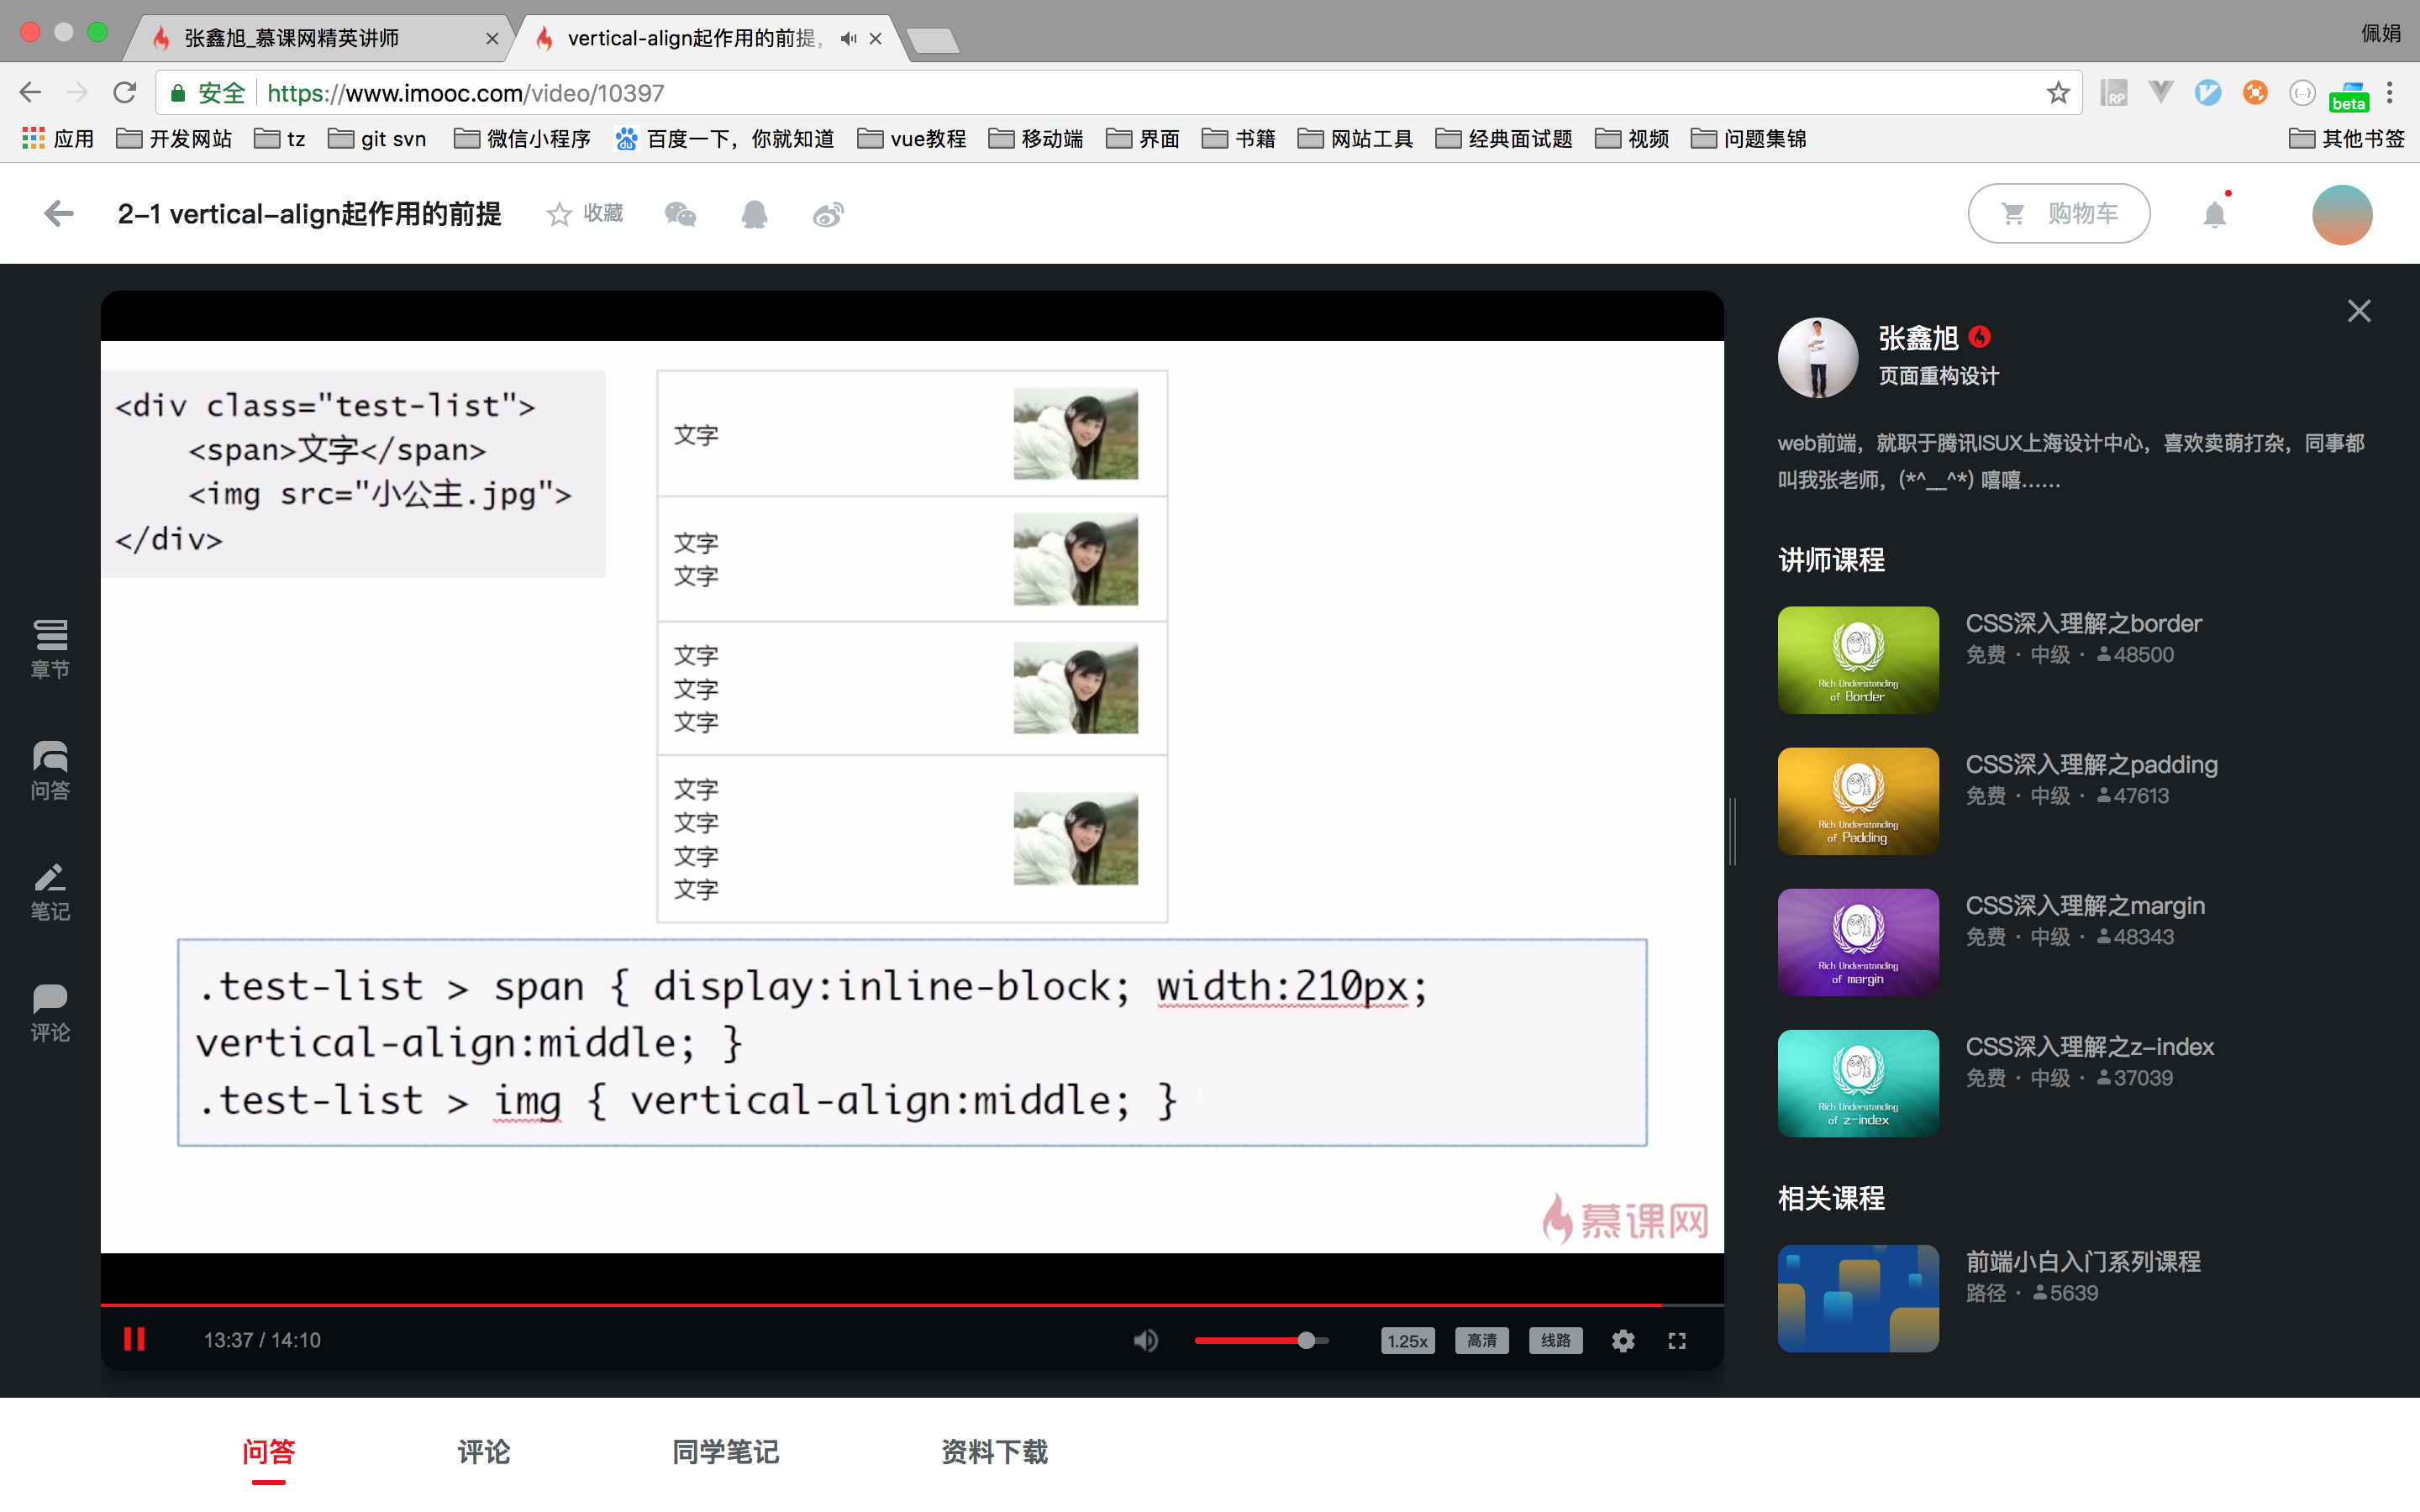 张鑫旭_慕课网精英讲师
vertical-align起作用的前提,
佩娟
安全
https://www.imooc.com/video/10397
RP
{...}
beta
应用
开发网站
tz
git svn
微信小程序
du
百度一下，你就知道
vue教程
移动端
界面
书籍
网站工具
经典面试题
视频
问题集锦
其他书签
2-1 vertical-align起作用的前提
收藏
购物车
<div class="test-list">
<span>文字</span>
<img src="小公主.jpg">
</div>
文字
文字
文字
文字
文字
文字
文字
文字
文字
文字
.test-list > span { display:inline-block; width:210px;
vertical-align:middle; }
.test-list > img { vertical-align:middle; }
慕课网
章节
问答
笔记
评论
13:37 / 14:10
1.25x
高清
线路
张鑫旭
页面重构设计
web前端，就职于腾讯ISUX上海设计中心，喜欢卖萌打杂，同事都
叫我张老师，(*^__^*) 嘻嘻……
讲师课程
Rich Understanding
of Border
CSS深入理解之border
免费 · 中级 · 48500
Rich Understanding
of Padding
CSS深入理解之padding
免费 · 中级 · 47613
Rich Understanding
of margin
CSS深入理解之margin
免费 · 中级 · 48343
Rich Understanding
of z-index
CSS深入理解之z-index
免费 · 中级 · 37039
相关课程
前端小白入门系列课程
路径 · 5639
问答
评论
同学笔记
资料下载